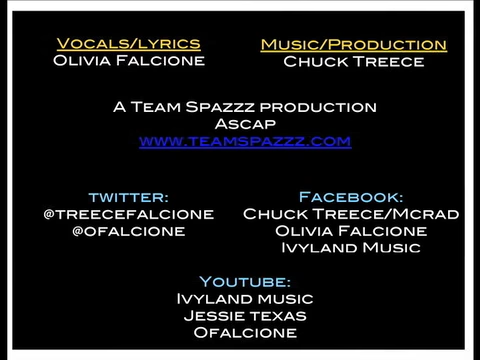 Vocals/lyrics
Olivia Falcione
Music/Production
Chuck Treece
A Team Spazzz production
Ascap
www.teamspazzz.com
twitter:
@treecefalcione
@ofalcione
Facebook:
Chuck Treece/Mcrad
Olivia Falcione
Ivyland Music
Youtube:
Ivyland music
Jessie texas
Ofalcione